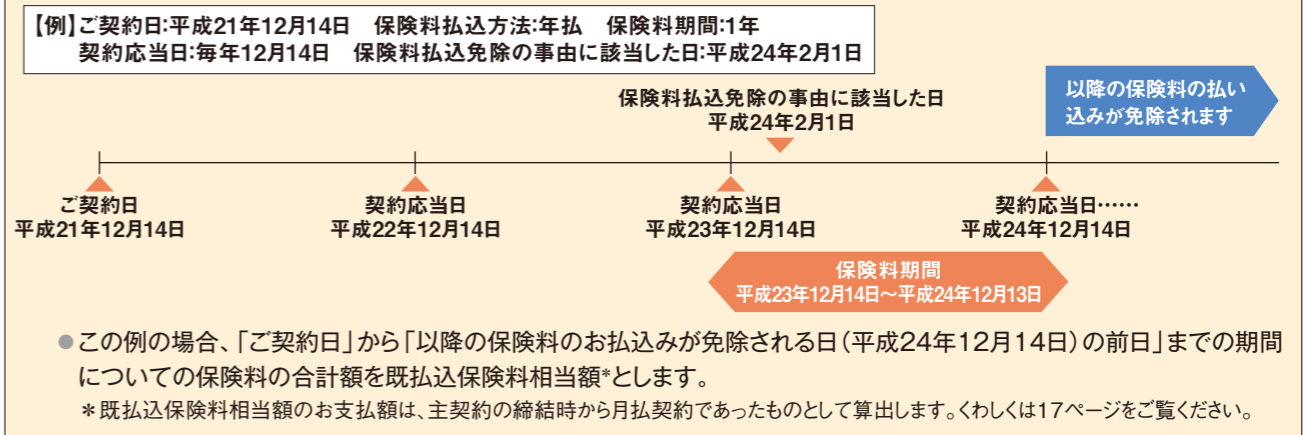 【例】ご契約日:平成21年12月14日　保険料払込方法:年払　保険料期間:1年
契約応当日:毎年12月14日　保険料払込免除の事由に該当した日:平成24年2月1日
以降の保険料の払い
込みが免除されます
保険料払込免除の事由に該当した日
平成24年2月1日
ご契約日
平成21年12月14日
契約応当日
平成22年12月14日
契約応当日
平成23年12月14日
契約応当日……
平成24年12月14日
保険料期間
平成23年12月14日～平成24年12月13日
●この例の場合、「ご契約日」から「以降の保険料のお払込みが免除される日（平成24年12月14日）の前日」までの期間
についての保険料の合計額を既払込保険料相当額*とします。
＊既払込保険料相当額のお支払額は、主契約の締結時から月払契約であったものとして算出します。くわしくは17ページをご覧ください。